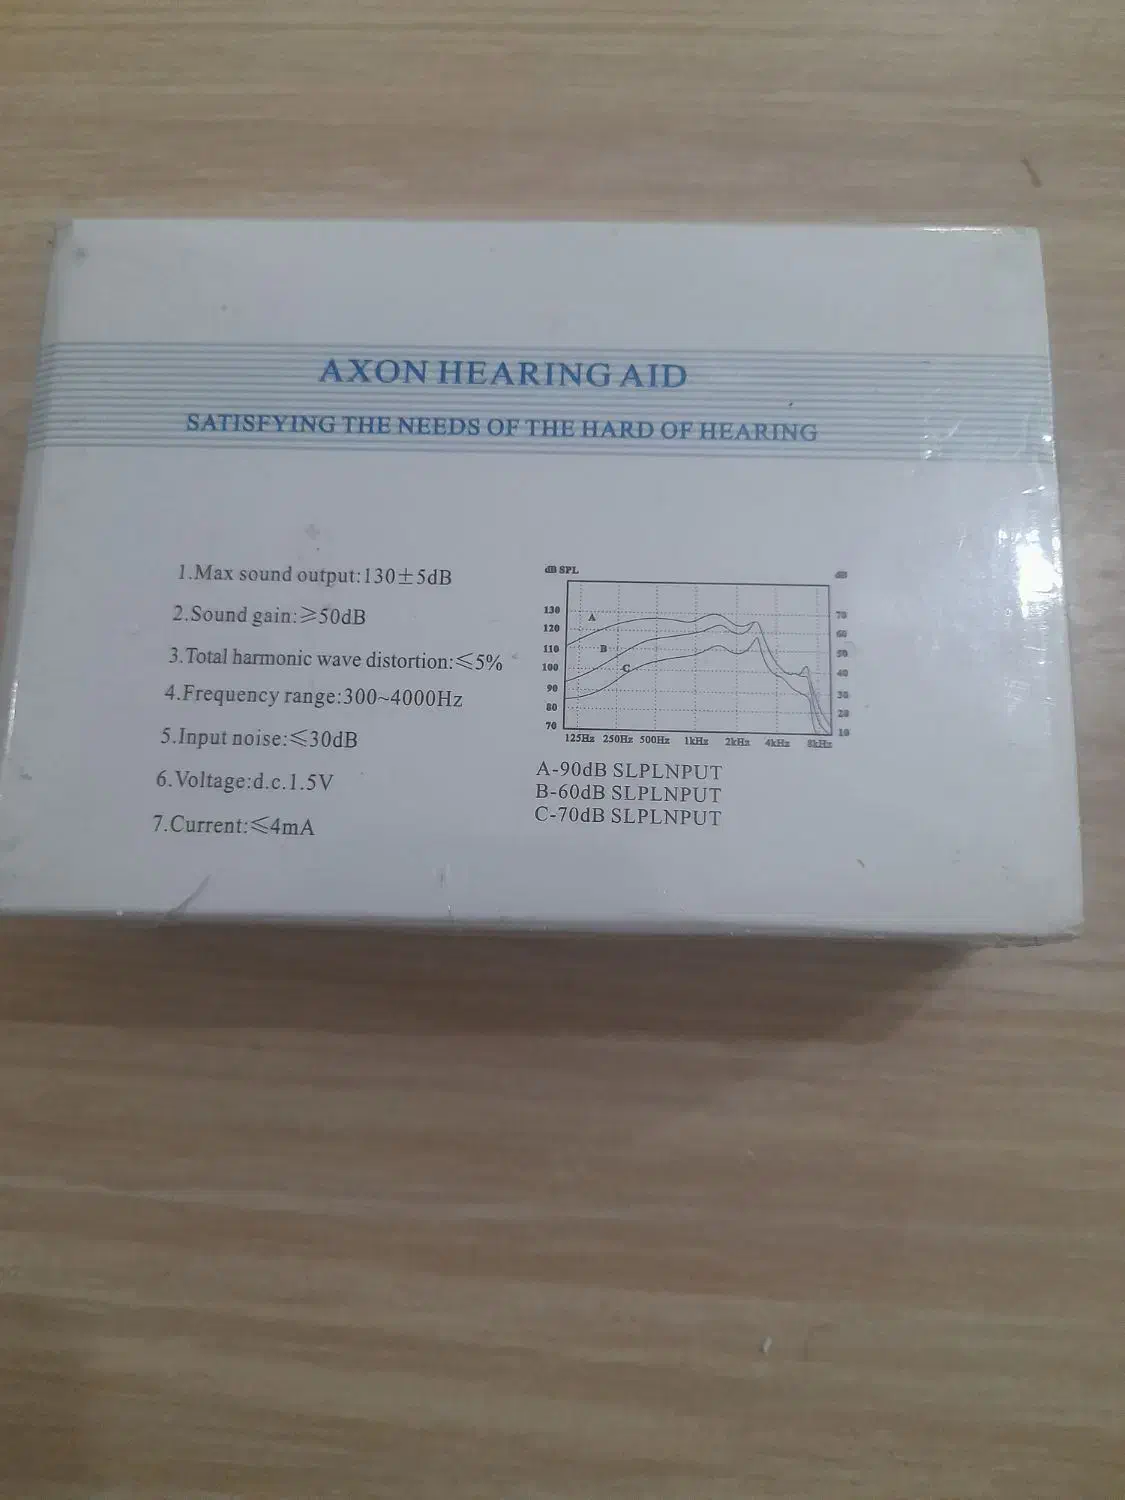 AXON HEARING AID
SATISFYING THE NEEDS OF THE HARD OF HEARING
1.Max sound output:130±5dB
2.Sound gain:≥50dB
3.Total harmonic wave distortion:≤5%
4.Frequency range:300~4000Hz
5.Input noise:≤30dB
6.Voltage:d.c.1.5V
7.Current:≤4mA
dB SPL
dB
130
120
110
100
90
80
70
A
B
C
70
60
50
40
30
20
10
125Hz 250Hz 500Hz 1kHz 2kHz 4kHz 8kHz
A-90dB SLPLNPUT
B-60dB SLPLNPUT
C-70dB SLPLNPUT